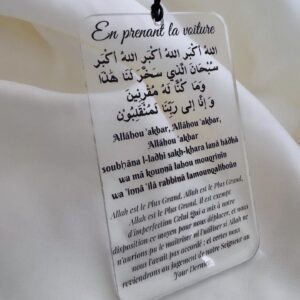 En prenant la voiture
اللهُ أَكْبَر اللهُ أَكْبَر اللهُ أَكْبَر
سُبْحَانَ الَّذِي سَخَّرَ لَنَا هَذَا
وَمَا كُنَّا لَهُ مُقْرِنِينَ
وَ إِنَّا إِلَى رَبِّنَا لَمُنْقَلِبُون
Allâhou 'akbar, Allâhou 'akbar,
Allâhou 'akbar
soubhâna l-ladhi sakh-khara lanâ hâdhâ
wa mâ kounnâ lahou mouqrinîn
wa 'innâ 'ilâ rabbinâ lamounqaliboûn
Allah est le Plus Grand, Allah est le Plus
Grand, Allah est le Plus Grand, Il est exempt
d'imperfection Celui Qui a mis à notre
disposition ce moyen pour nous déplacer, et nous
n'aurions pu le maîtriser ni l'utiliser si Allah ne
nous l'avait pas accordé ; et certes nous
reviendrons au jugement de notre Seigneur au
Jour Dernier